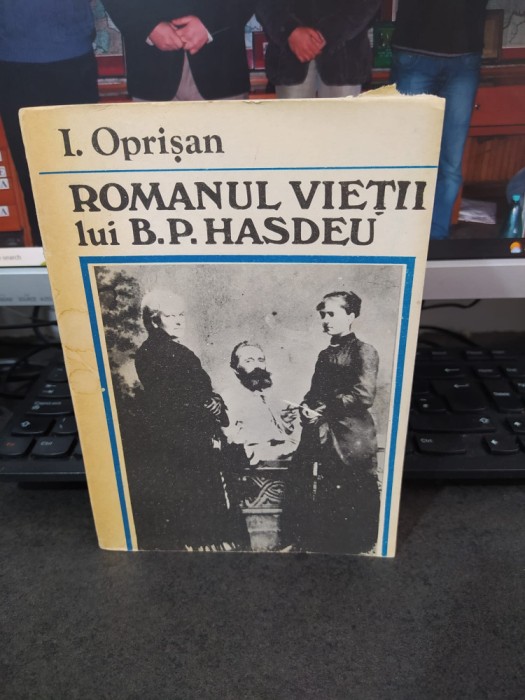 I. Oprișan
ROMANUL VIEȚII
lui B.P. HASDEU